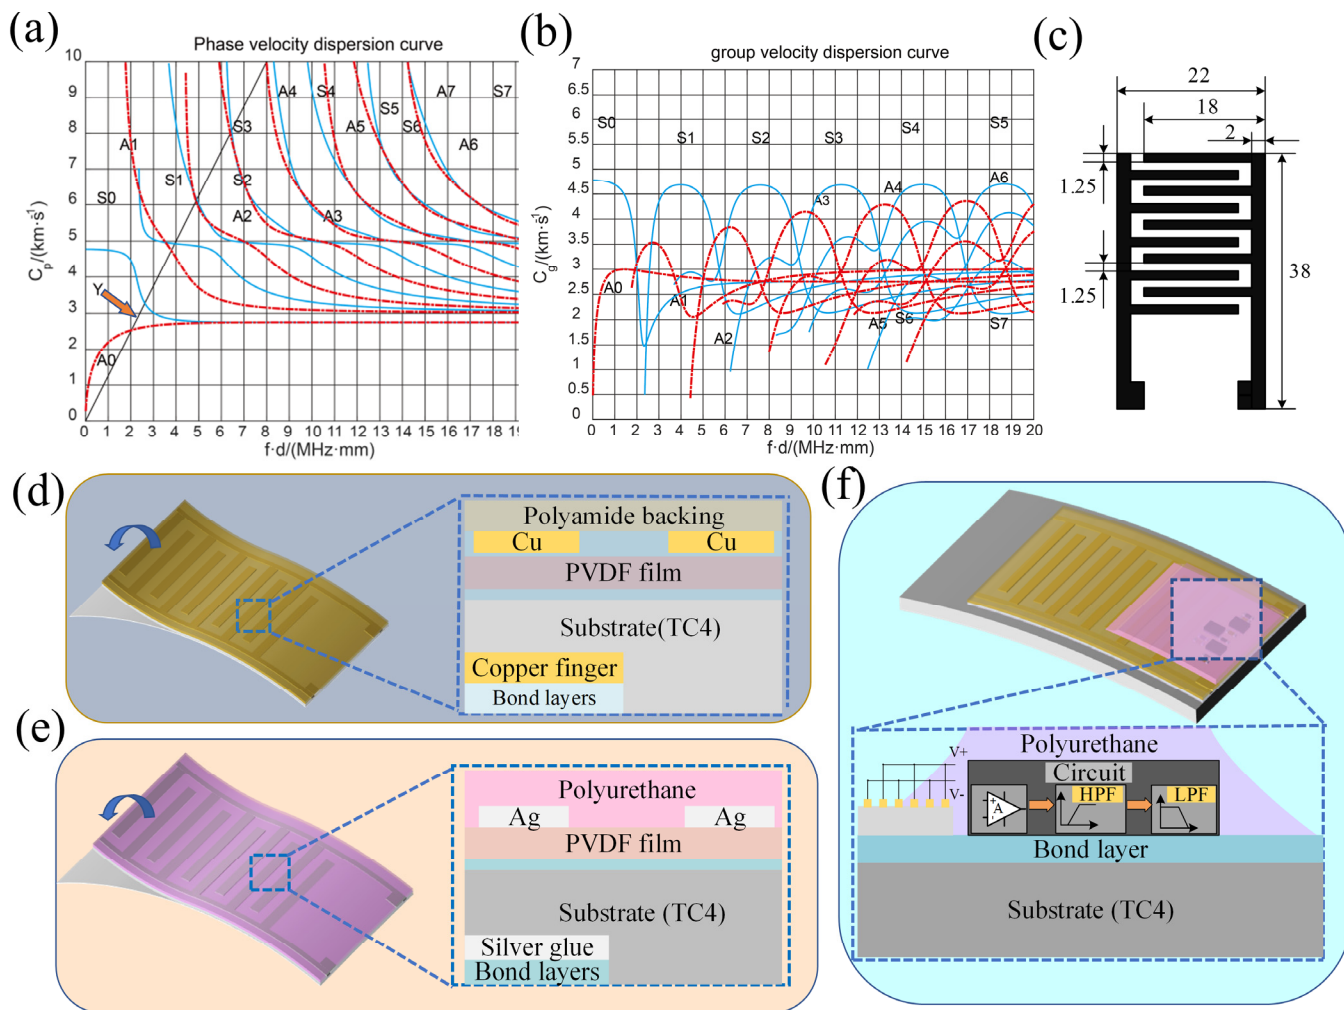 (a)
Phase velocity dispersion curve
10
9
8
7
6
5
4
3
2
1
0
Cp/(km·s¹)
A1
S0
S1
S3
S2
A2
A4
S4
A3
A5
S5
S6
A7
A6
S7
Y
A0
0 1 2 3 4 5 6 7 8 9 10 11 12 13 14 15 16 17 18 19
f·d/(MHz·mm)
(b)
group velocity dispersion curve
7
6.5
6
5.5
5
4.5
4
3.5
3
2.5
2
1.5
1
0.5
0
Cg/(km·s¹)
S0
S1
S2
S3
S4
S5
A3
A4
A6
A0
A1
A2
A5
S6
S7
0 1 2 3 4 5 6 7 8 9 10 11 12 13 14 15 16 17 18 19 20
f·d/(MHz·mm)
(c)
22
18
2
1.25
1.25
38
(d)
Polyamide backing
Cu Cu
PVDF film
Substrate(TC4)
Copper finger
Bond layers
(e)
Polyurethane
Ag Ag
PVDF film
Substrate (TC4)
Silver glue
Bond layers
(f)
Polyurethane
V+
V-
Circuit
A
HPF
LPF
Bond layer
Substrate (TC4)